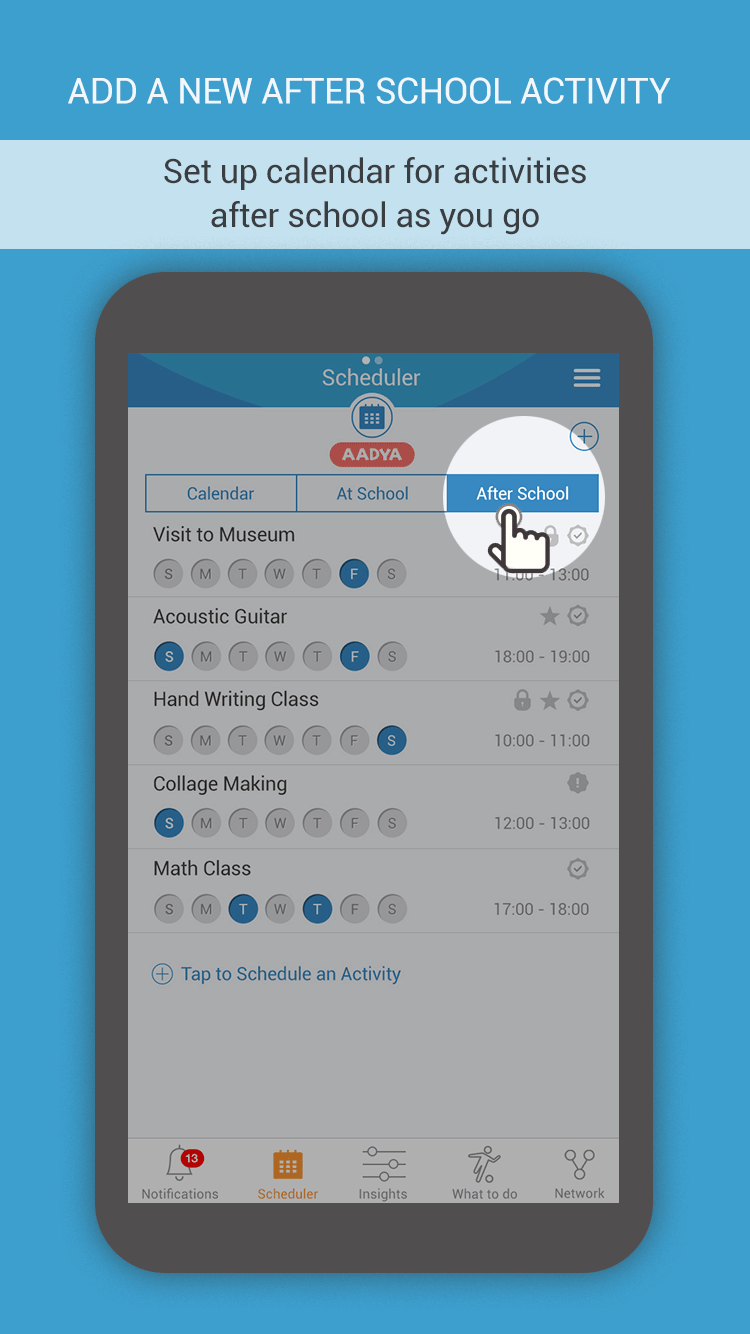 ADD A NEW AFTER SCHOOL ACTIVITY
Set up calendar for activities
after school as you go
Scheduler
AADYA
Calendar At School After School
Visit to Museum
S M T W T F S 11:00 - 13:00
Acoustic Guitar
S M T W T F S 18:00 - 19:00
Hand Writing Class
S M T W T F S 10:00 - 11:00
Collage Making
S M T W T F S 12:00 - 13:00
Math Class
S M T W T F S 17:00 - 18:00
Tap to Schedule an Activity
13
Notifications Scheduler Insights What to do Network